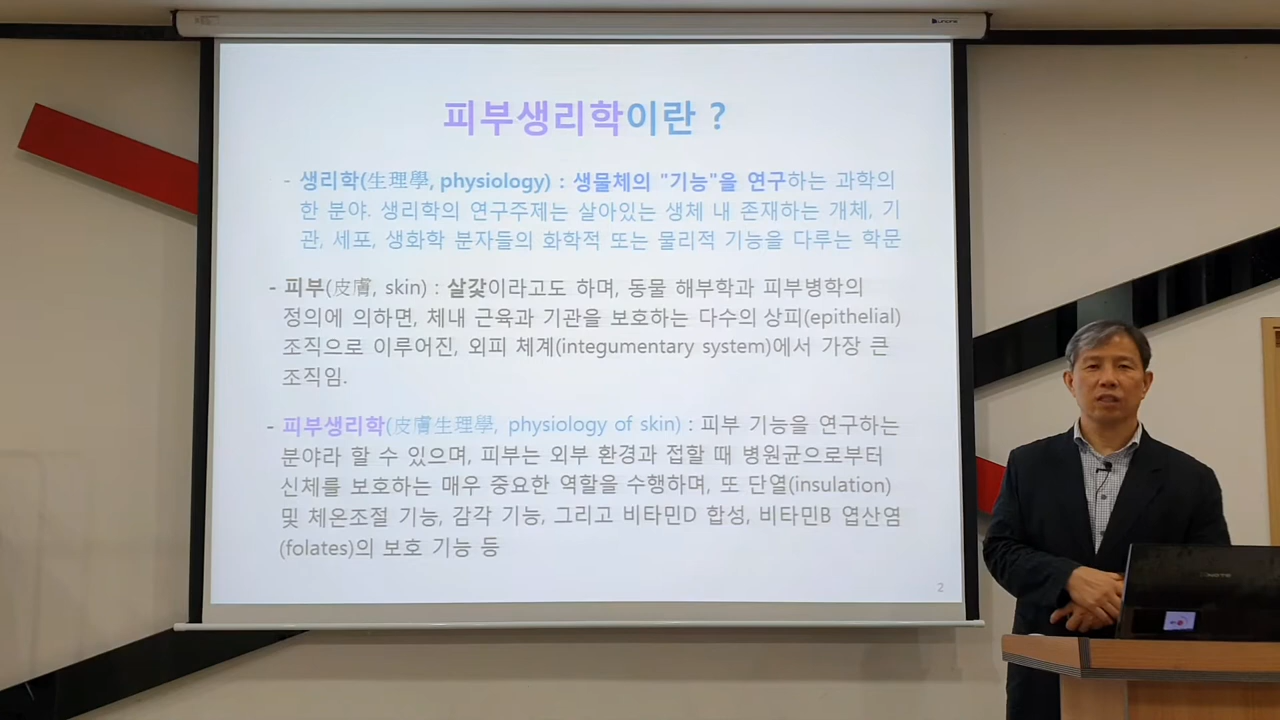 피부생리학이란 ?
- 생리학(生理學, physiology) : 생물체의 "기능"을 연구하는 과학의
한 분야. 생리학의 연구주제는 살아있는 생체 내 존재하는 개체, 기
관, 세포, 생화학 분자들의 화학적 또는 물리적 기능을 다루는 학문
- 피부(皮膚, skin) : 살갗이라고도 하며, 동물 해부학과 피부병학의
정의에 의하면, 체내 근육과 기관을 보호하는 다수의 상피(epithelial)
조직으로 이루어진, 외피 체계(integumentary system)에서 가장 큰
조직임.
- 피부생리학(皮膚生理學, physiology of skin) : 피부 기능을 연구하는
분야라 할 수 있으며, 피부는 외부 환경과 접할 때 병원균으로부터
신체를 보호하는 매우 중요한 역할을 수행하며, 또 단열(insulation)
및 체온조절 기능, 감각 기능, 그리고 비타민D 합성, 비타민B 엽산염
(folates)의 보호 기능 등
2